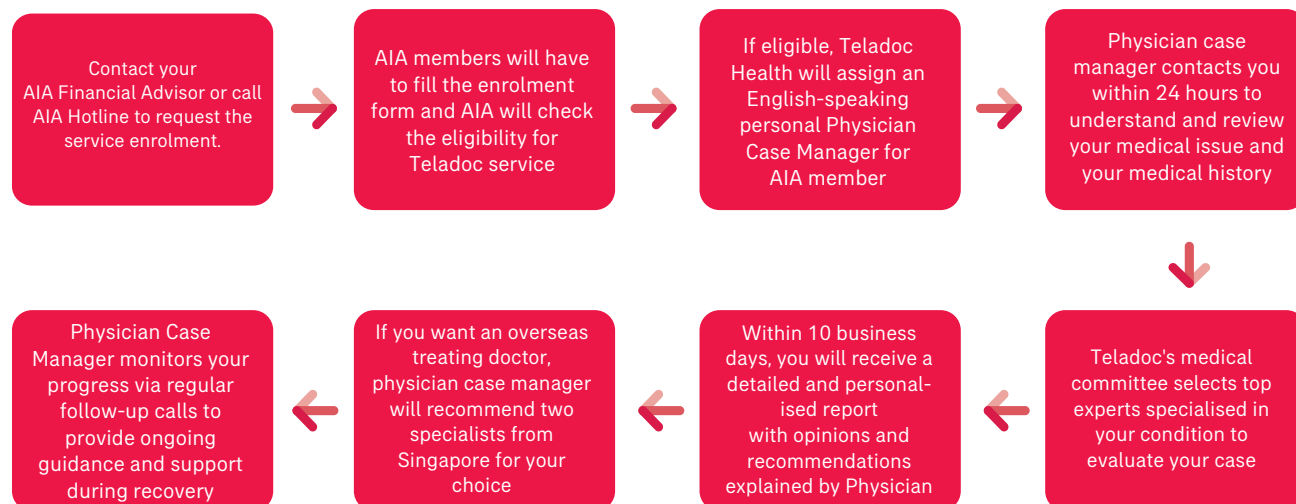 Contact your
AIA Financial Advisor or call
AIA Hotline to request the
service enrolment.
AIA members will have
to fill the enrolment
form and AIA will check
the eligibility for
Teladoc service
If eligible, Teladoc
Health will assign an
English-speaking
personal Physician
Case Manager for
AIA member
Physician case
manager contacts you
within 24 hours to
understand and review
your medical issue and
your medical history
Teladoc's medical
committee selects top
experts specialised in
your condition to
evaluate your case
Within 10 business
days, you will receive a
detailed and personal-
ised report
with opinions and
recommendations
explained by Physician
If you want an overseas
treating doctor,
physician case manager
will recommend two
specialists from
Singapore for your
choice
Physician Case
Manager monitors your
progress via regular
follow-up calls to
provide ongoing
guidance and support
during recovery